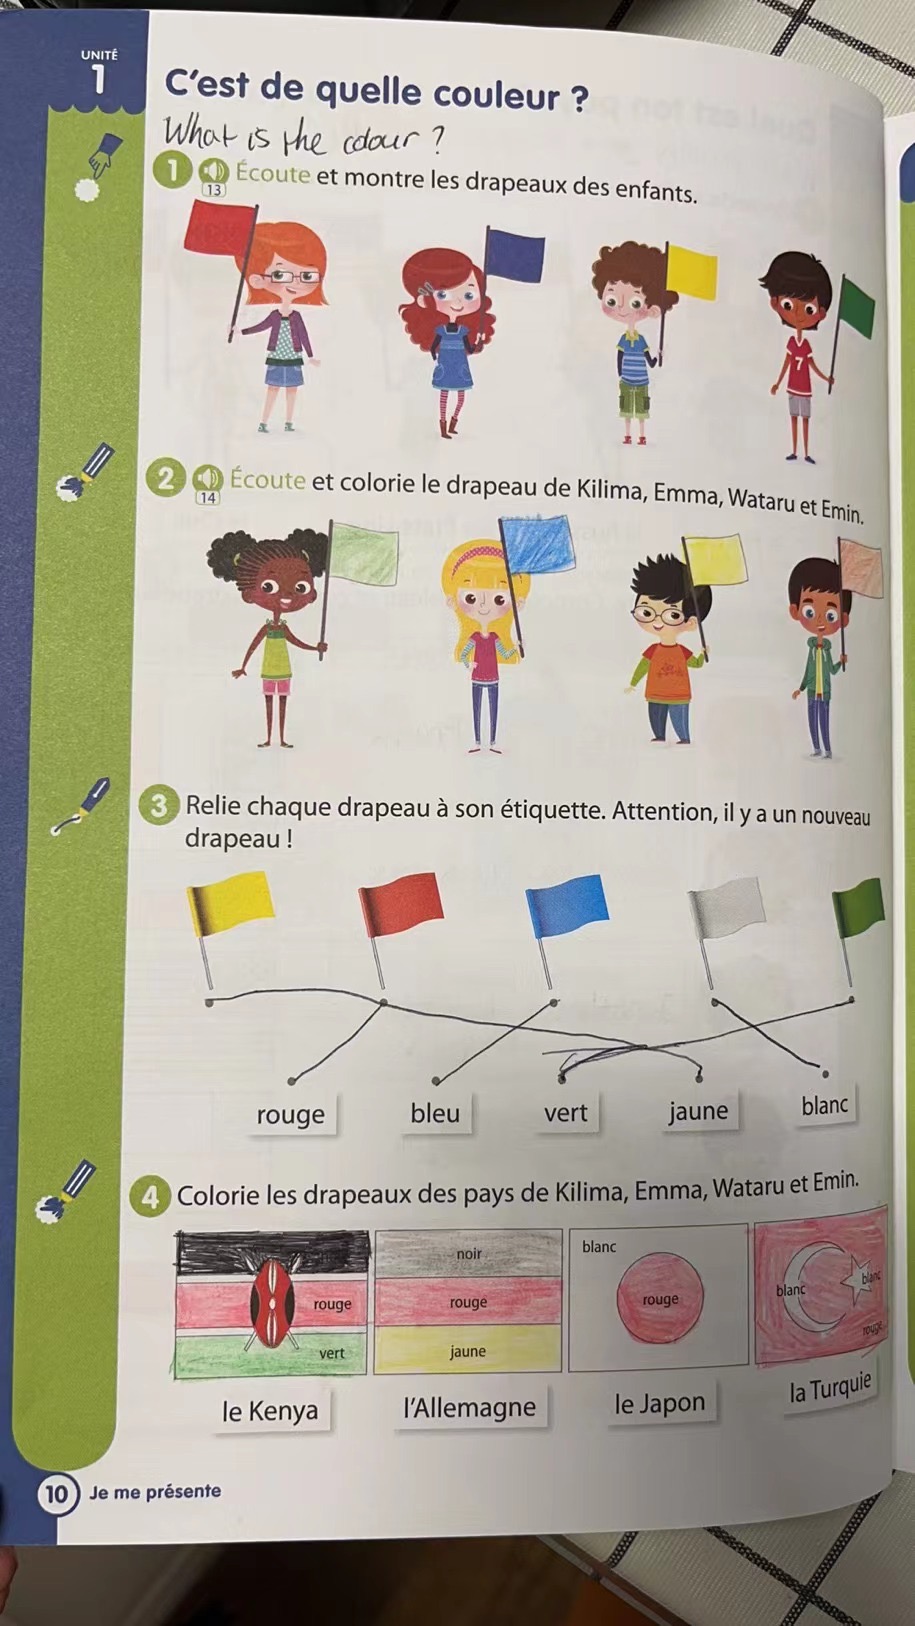 UNITÉ
1
C'est de quelle couleur ?
What is the colour ?
1 Écoute et montre les drapeaux des enfants.
13
7
2 Écoute et colorie le drapeau de Kilima, Emma, Wataru et Emin.
14
3 Relie chaque drapeau à son étiquette. Attention, il y a un nouveau
drapeau !
rouge bleu vert jaune blanc
4 Colorie les drapeaux des pays de Kilima, Emma, Wataru et Emin.
rouge
vert
noir
rouge
jaune
blanc
rouge
blanc
blanc
rouge
le Kenya l'Allemagne le Japon la Turquie
10 Je me présente